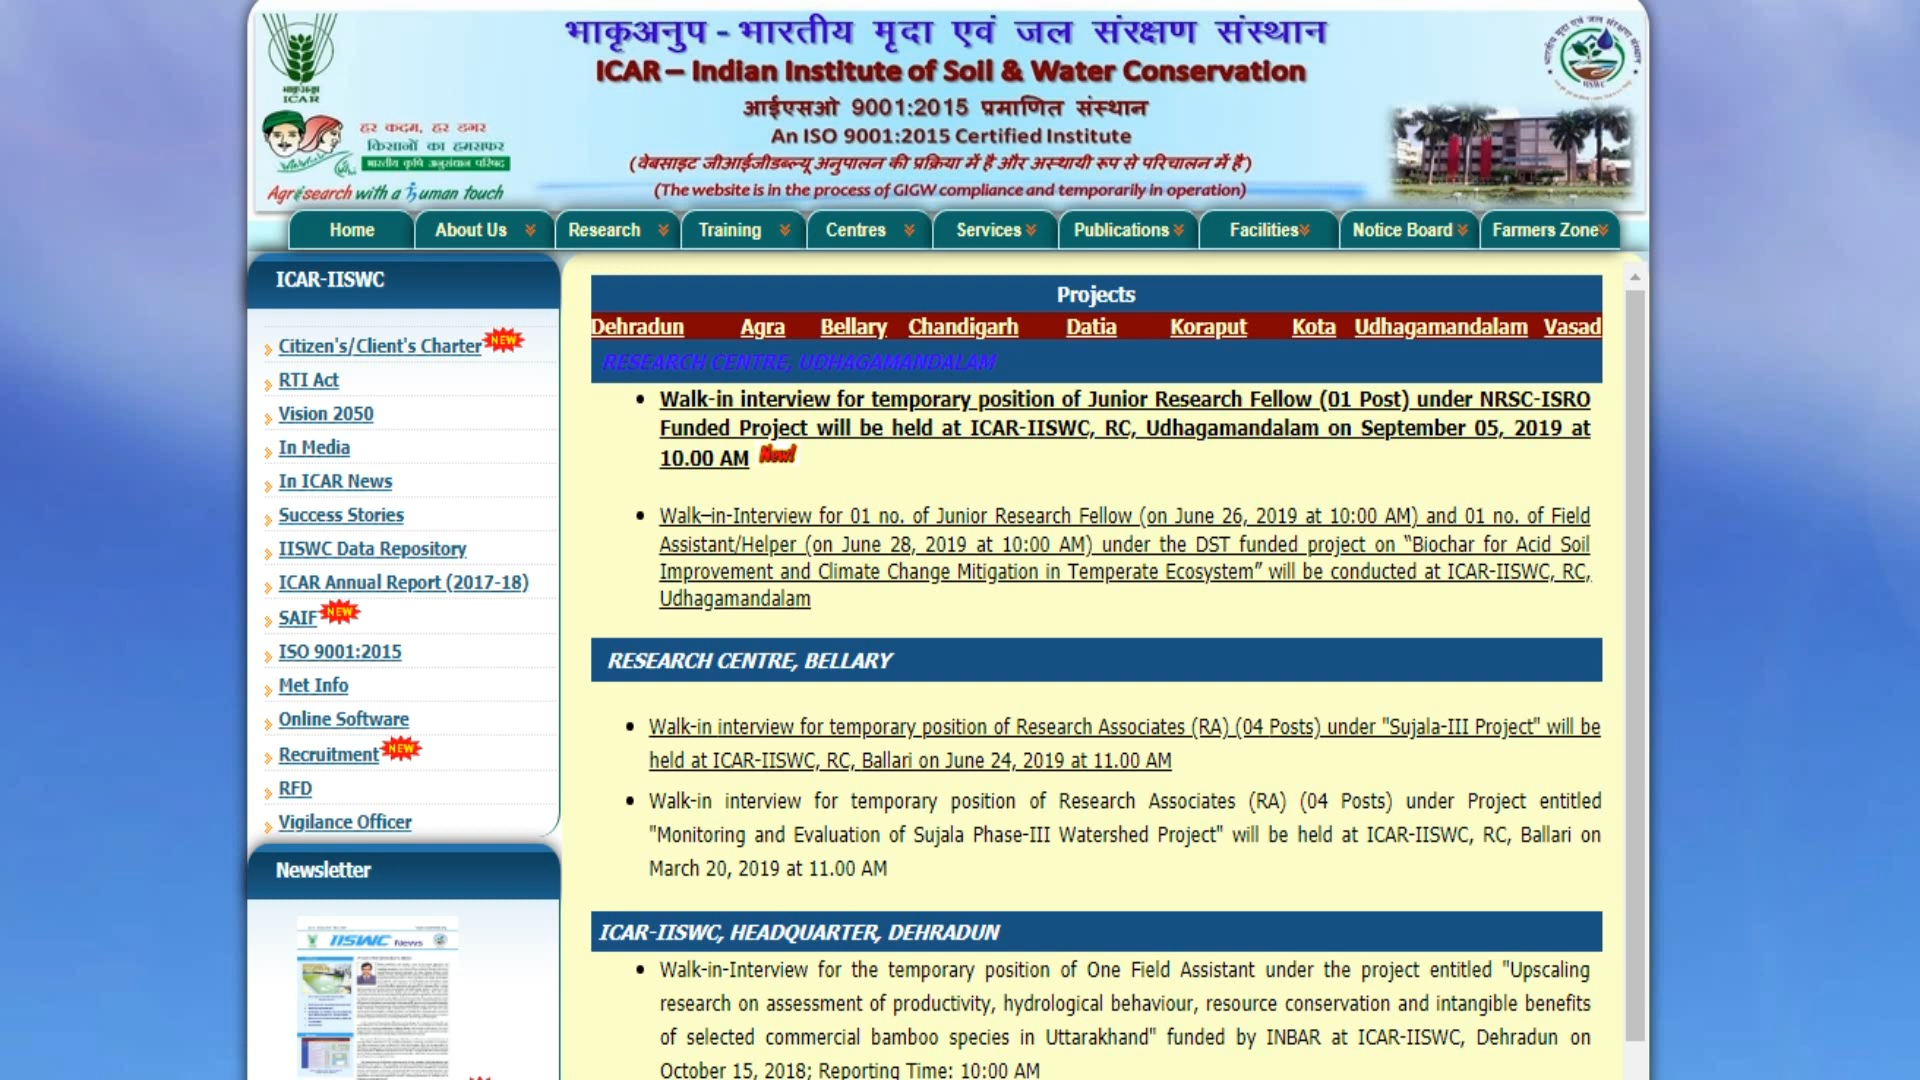 भाकृअनुप - भारतीय मृदा एवं जल संरक्षण संस्थान
ICAR – Indian Institute of Soil & Water Conservation
आईएसओ 9001:2015 प्रमाणित संस्थान
An ISO 9001:2015 Certified Institute
(वेबसाइट जीआईजीडब्ल्यू अनुपालन की प्रक्रिया में है और अस्थायी रूप से परिचालन में है)
(The website is in the process of GIGW compliance and temporarily in operation)
भाकृअनुप
ICAR
हर कदम, हर डगर
किसानों का हमसफर
भारतीय कृषि अनुसंधान परिषद
Agrisearch with a human touch
Home About Us Research Training Centres Services Publications Facilities Notice Board Farmers Zone
ICAR-IISWC
Citizen's/Client's Charter NEW
RTI Act
Vision 2050
In Media
In ICAR News
Success Stories
IISWC Data Repository
ICAR Annual Report (2017-18)
SAIF NEW
ISO 9001:2015
Met Info
Online Software
Recruitment NEW
RFD
Vigilance Officer
Newsletter
IISWC News
Projects
Dehradun Agra Bellary Chandigarh Datia Koraput Kota Udhagamandalam Vasad
RESEARCH CENTRE, UDHAGAMANDALAM
• Walk-in interview for temporary position of Junior Research Fellow (01 Post) under NRSC-ISRO
Funded Project will be held at ICAR-IISWC, RC, Udhagamandalam on September 05, 2019 at
10.00 AM New!
• Walk–in-Interview for 01 no. of Junior Research Fellow (on June 26, 2019 at 10:00 AM) and 01 no. of Field
Assistant/Helper (on June 28, 2019 at 10:00 AM) under the DST funded project on “Biochar for Acid Soil
Improvement and Climate Change Mitigation in Temperate Ecosystem” will be conducted at ICAR-IISWC, RC,
Udhagamandalam
RESEARCH CENTRE, BELLARY
• Walk-in interview for temporary position of Research Associates (RA) (04 Posts) under "Sujala-III Project" will be
held at ICAR-IISWC, RC, Ballari on June 24, 2019 at 11.00 AM
• Walk-in interview for temporary position of Research Associates (RA) (04 Posts) under Project entitled
"Monitoring and Evaluation of Sujala Phase-III Watershed Project" will be held at ICAR-IISWC, RC, Ballari on
March 20, 2019 at 11.00 AM
ICAR-IISWC, HEADQUARTER, DEHRADUN
• Walk-in-Interview for the temporary position of One Field Assistant under the project entitled "Upscaling
research on assessment of productivity, hydrological behaviour, resource conservation and intangible benefits
of selected commercial bamboo species in Uttarakhand" funded by INBAR at ICAR-IISWC, Dehradun on
October 15, 2018; Reporting Time: 10:00 AM